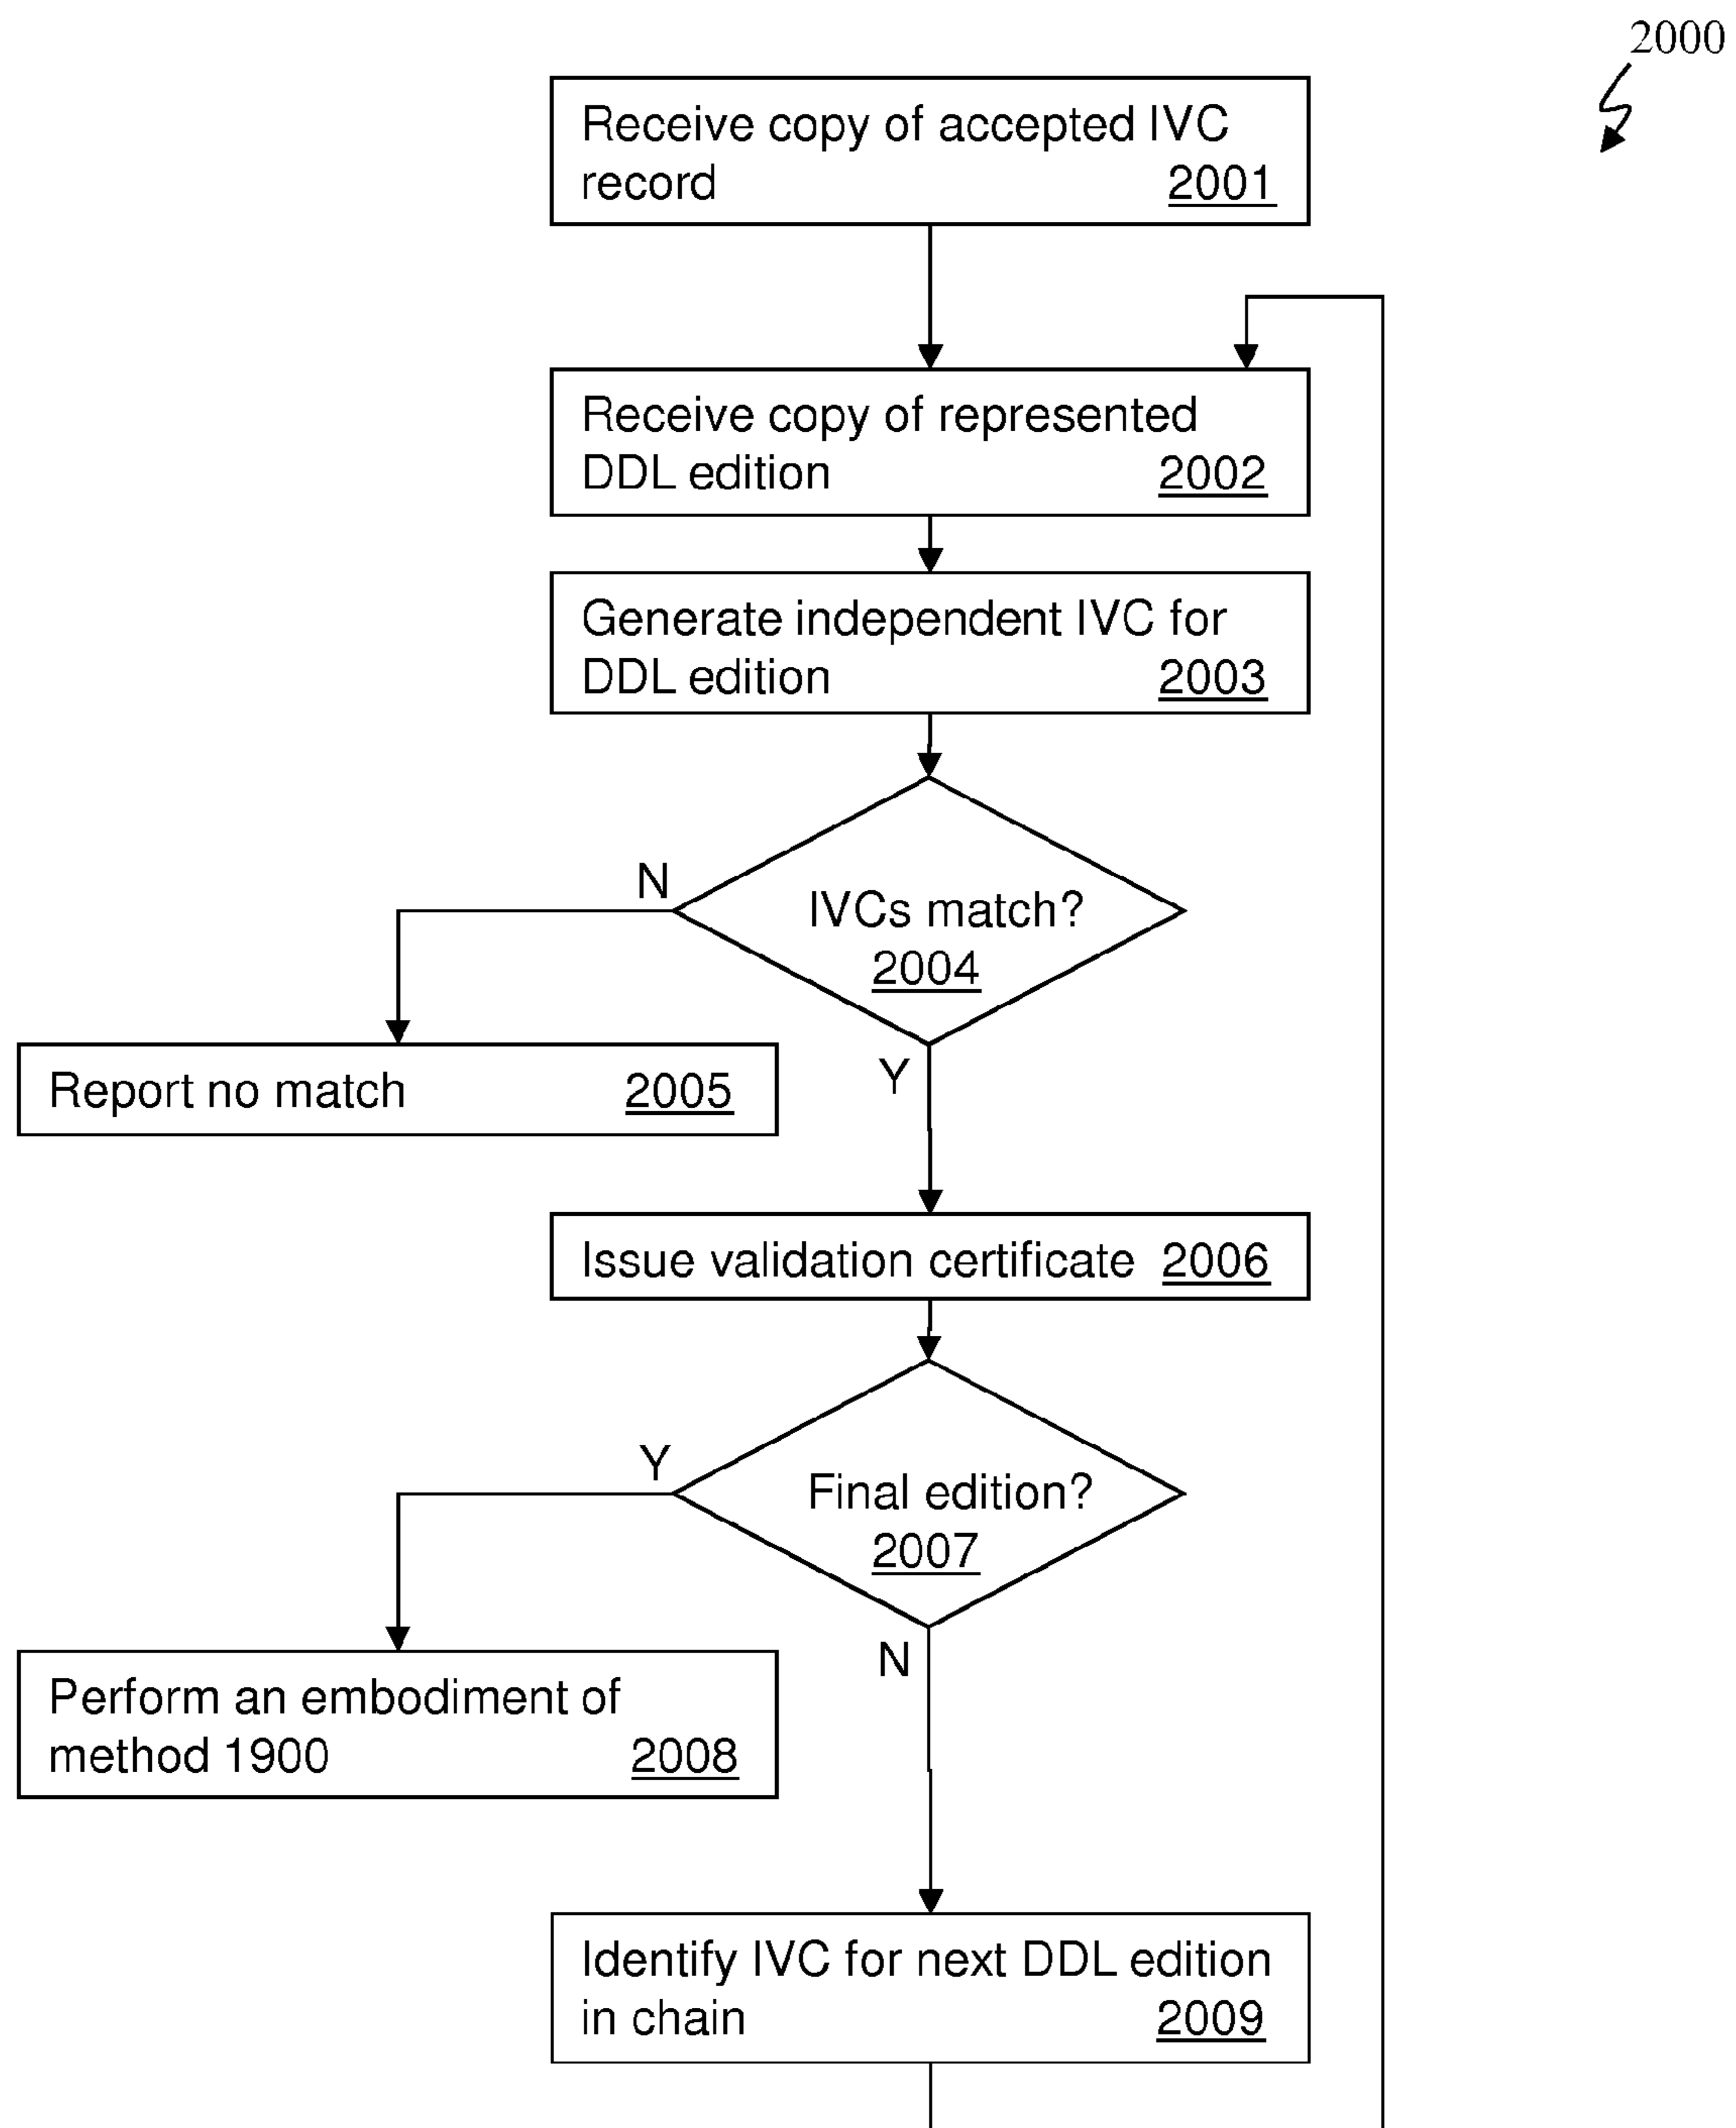 2000
Receive copy of accepted IVC
record 2001
Receive copy of represented
DDL edition 2002
Generate independent IVC for
DDL edition 2003
N
IVCs match?
2004
Y
Report no match 2005
Issue validation certificate 2006
Y
Final edition?
2007
N
Perform an embodiment of
method 1900 2008
Identify IVC for next DDL edition
in chain 2009